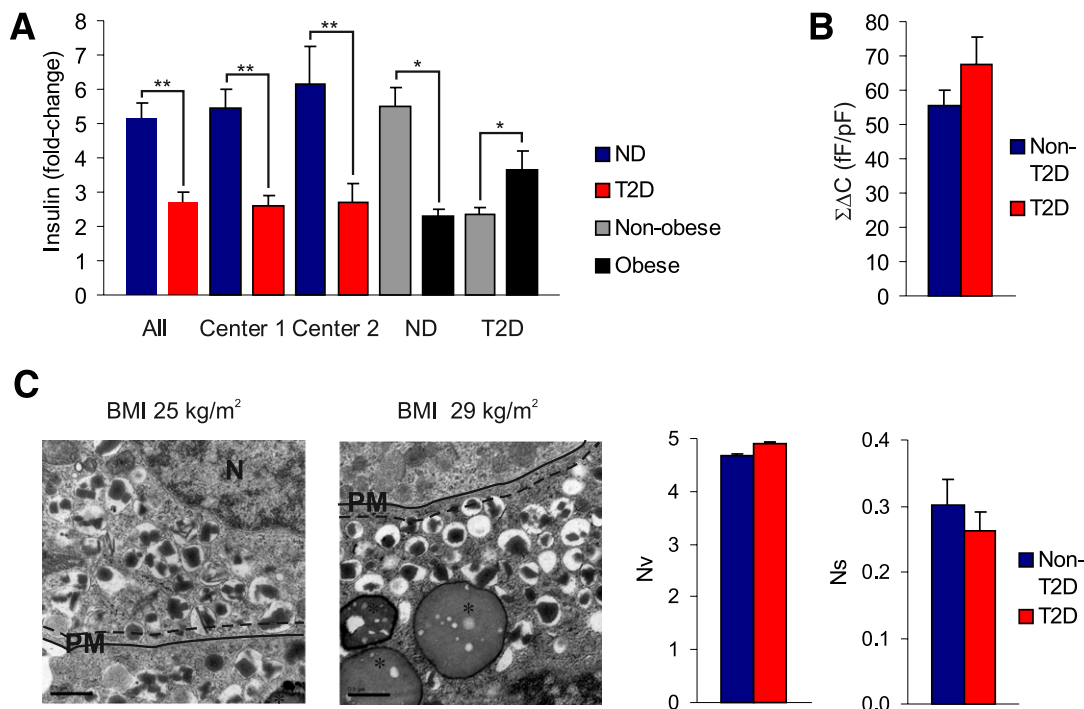 A
Insulin (fold-change)
8
7
6
5
4
3
2
1
0
**
**
**
*
*
All
Center 1
Center 2
ND
T2D
ND
T2D
Non-obese
Obese
B
ΣΔC (fF/pF)
80
70
60
50
40
30
20
10
0
Non-
T2D
T2D
C
BMI 25 kg/m²
N
PM
BMI 29 kg/m²
PM
*
*
*
Nv
5
4
3
2
1
0
Ns
0.4
0.3
0.2
0.1
0.0
Non-
T2D
T2D